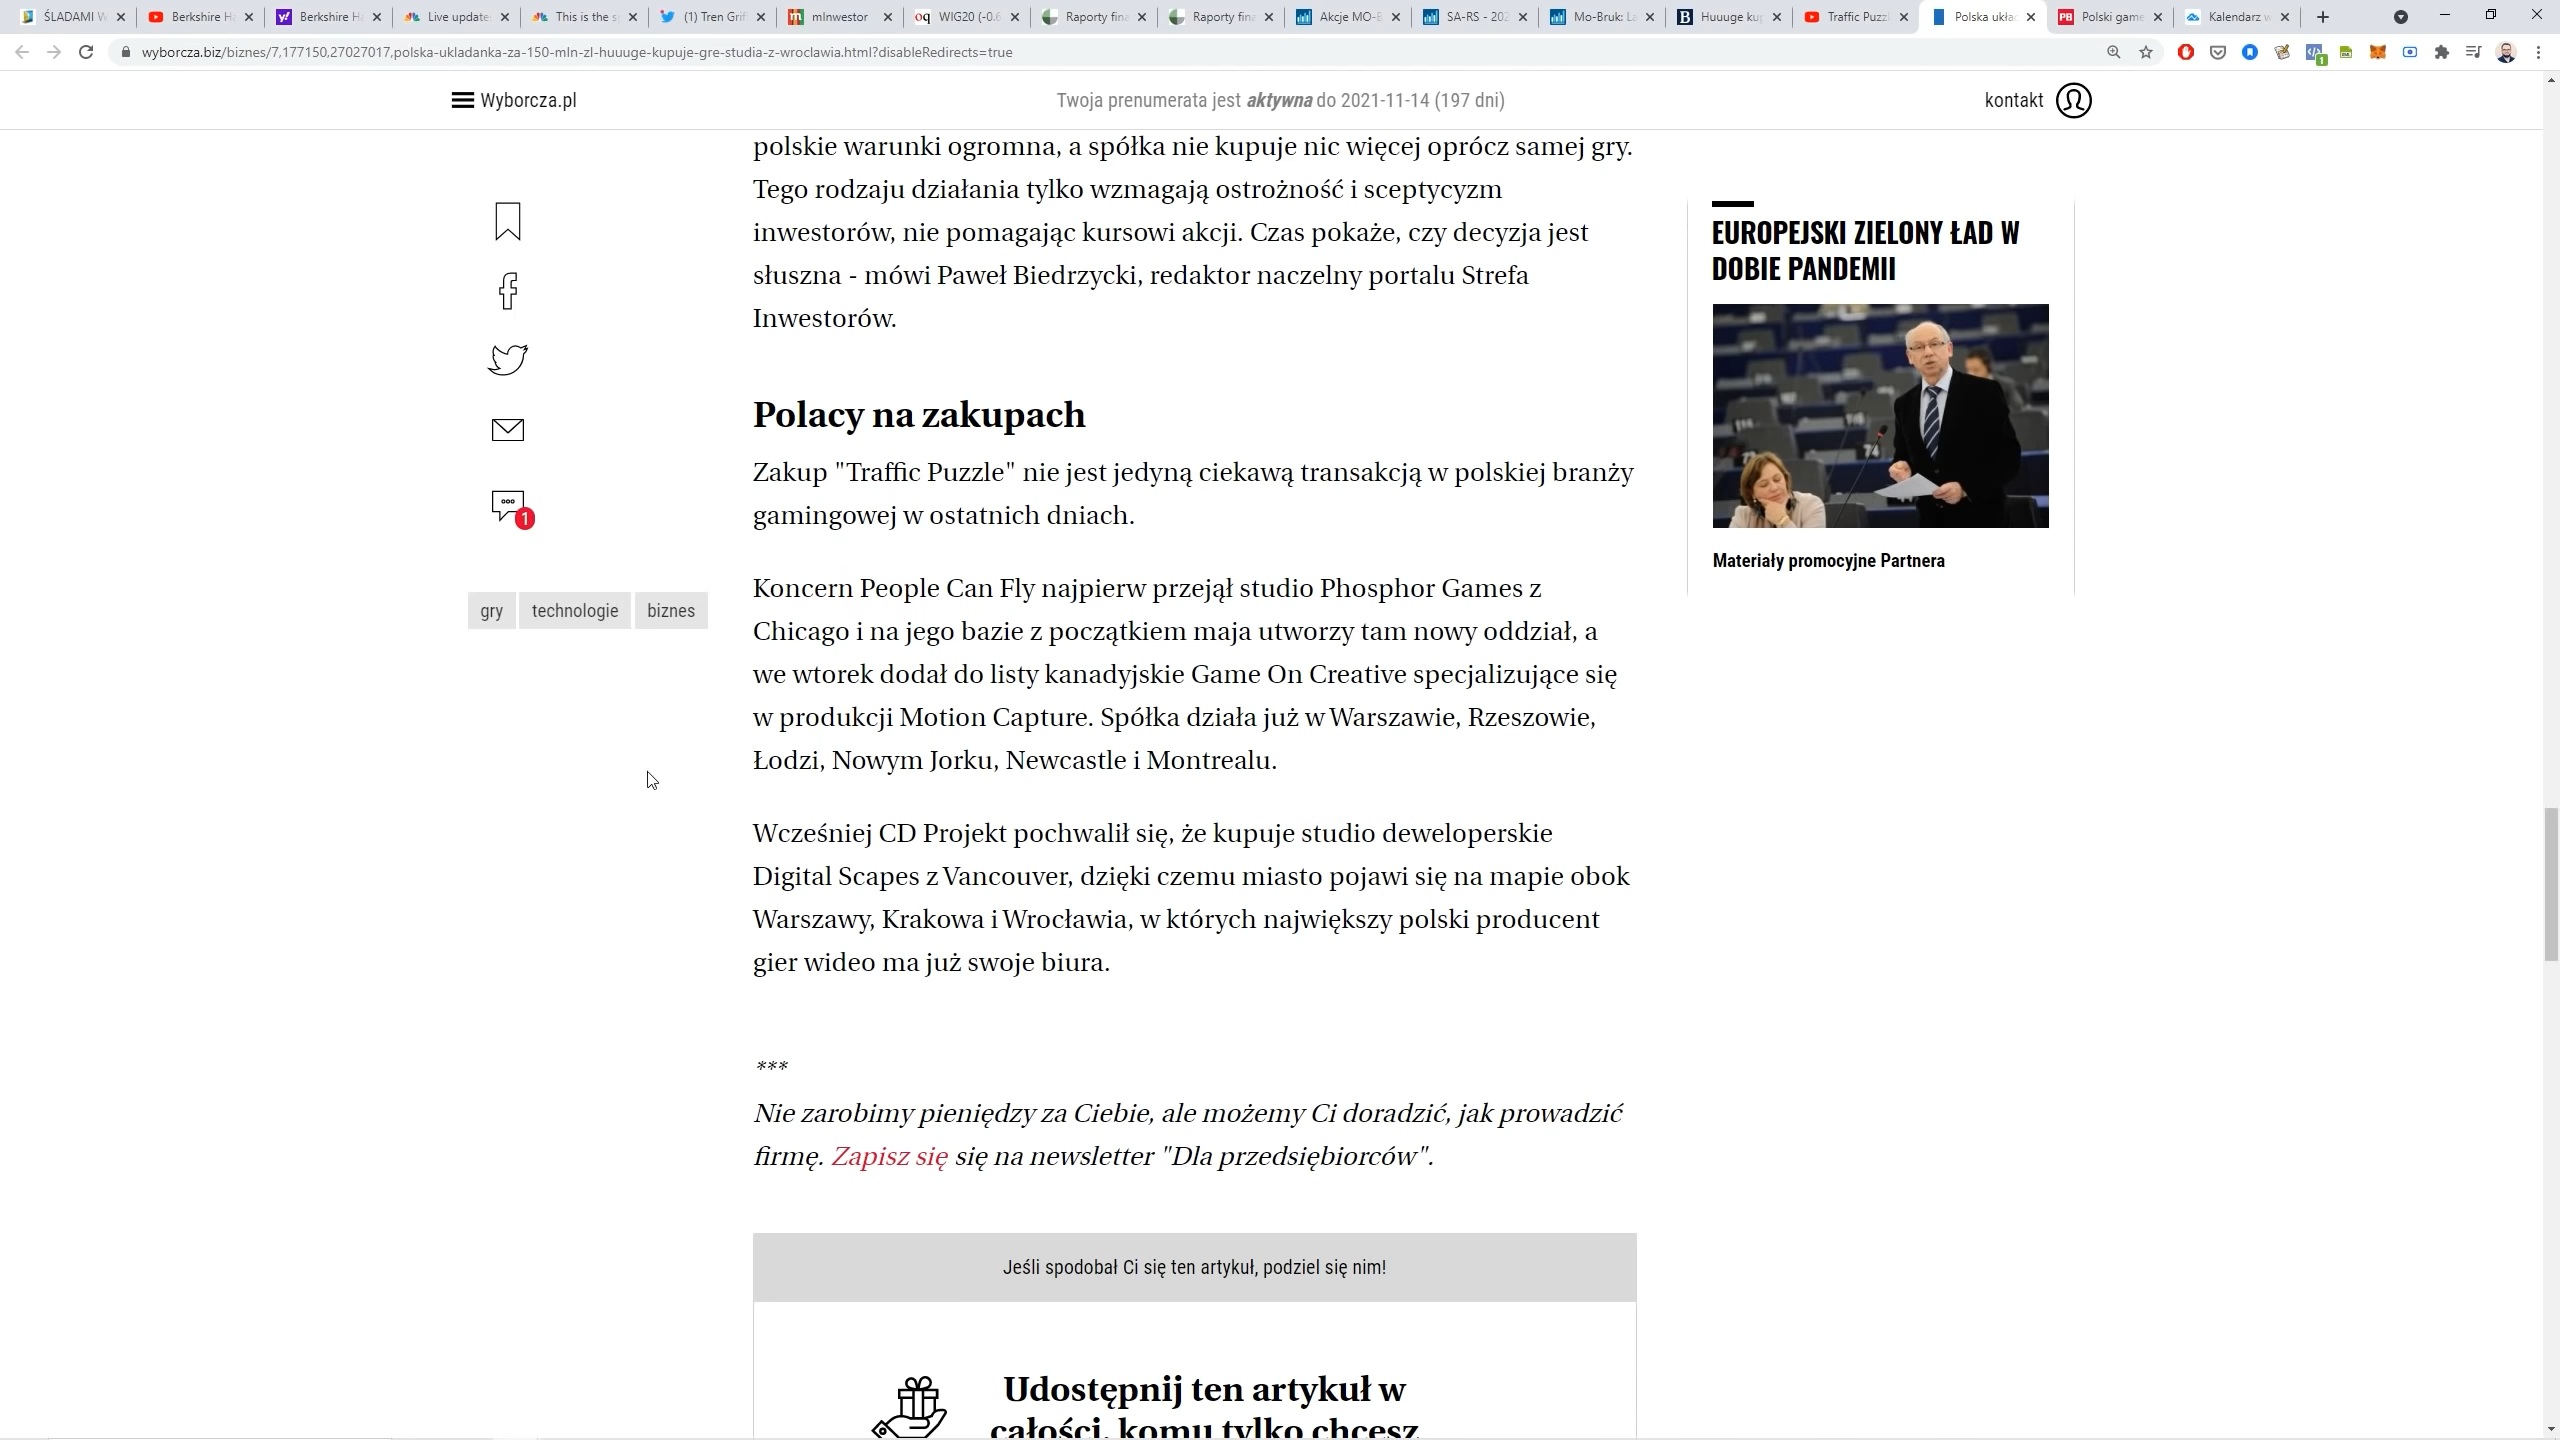 ŚLADAMI W
Berkshire Ha
Berkshire Ha
Live update
This is the s
(1) Tren Grif
mInwestor
WIG20 (-0.6
Raporty fina
Raporty fina
Akcje MO-B
SA-RS - 202
Mo-Bruk: La
Huuuge kup
Traffic Puzzl
Polska ukła
Polski game
Kalendarz w
wyborcza.biz/biznes/7,177150,27027017,polska-ukladanka-za-150-mln-zl-huuuge-kupuje-gre-studia-z-wroclawia.html?disableRedirects=true
Wyborcza.pl
Twoja prenumerata jest aktywna do 2021-11-14 (197 dni)
kontakt
polskie warunki ogromna, a spółka nie kupuje nic więcej oprócz samej gry.
Tego rodzaju działania tylko wzmagają ostrożność i sceptycyzm
inwestorów, nie pomagając kursowi akcji. Czas pokaże, czy decyzja jest
słuszna - mówi Paweł Biedrzycki, redaktor naczelny portalu Strefa
Inwestorów.
Polacy na zakupach
Zakup "Traffic Puzzle" nie jest jedyną ciekawą transakcją w polskiej branży
gamingowej w ostatnich dniach.
Koncern People Can Fly najpierw przejął studio Phosphor Games z
Chicago i na jego bazie z początkiem maja utworzy tam nowy oddział, a
we wtorek dodał do listy kanadyjskie Game On Creative specjalizujące się
w produkcji Motion Capture. Spółka działa już w Warszawie, Rzeszowie,
Łodzi, Nowym Jorku, Newcastle i Montrealu.
Wcześniej CD Projekt pochwalił się, że kupuje studio deweloperskie
Digital Scapes z Vancouver, dzięki czemu miasto pojawi się na mapie obok
Warszawy, Krakowa i Wrocławia, w których największy polski producent
gier wideo ma już swoje biura.
***
Nie zarobimy pieniędzy za Ciebie, ale możemy Ci doradzić, jak prowadzić
firmę. Zapisz się się na newsletter "Dla przedsiębiorców".
Jeśli spodobał Ci się ten artykuł, podziel się nim!
Udostępnij ten artykuł w
całości, komu tylko chcesz
1
gry
technologie
biznes
EUROPEJSKI ZIELONY ŁAD W
DOBIE PANDEMII
Materiały promocyjne Partnera